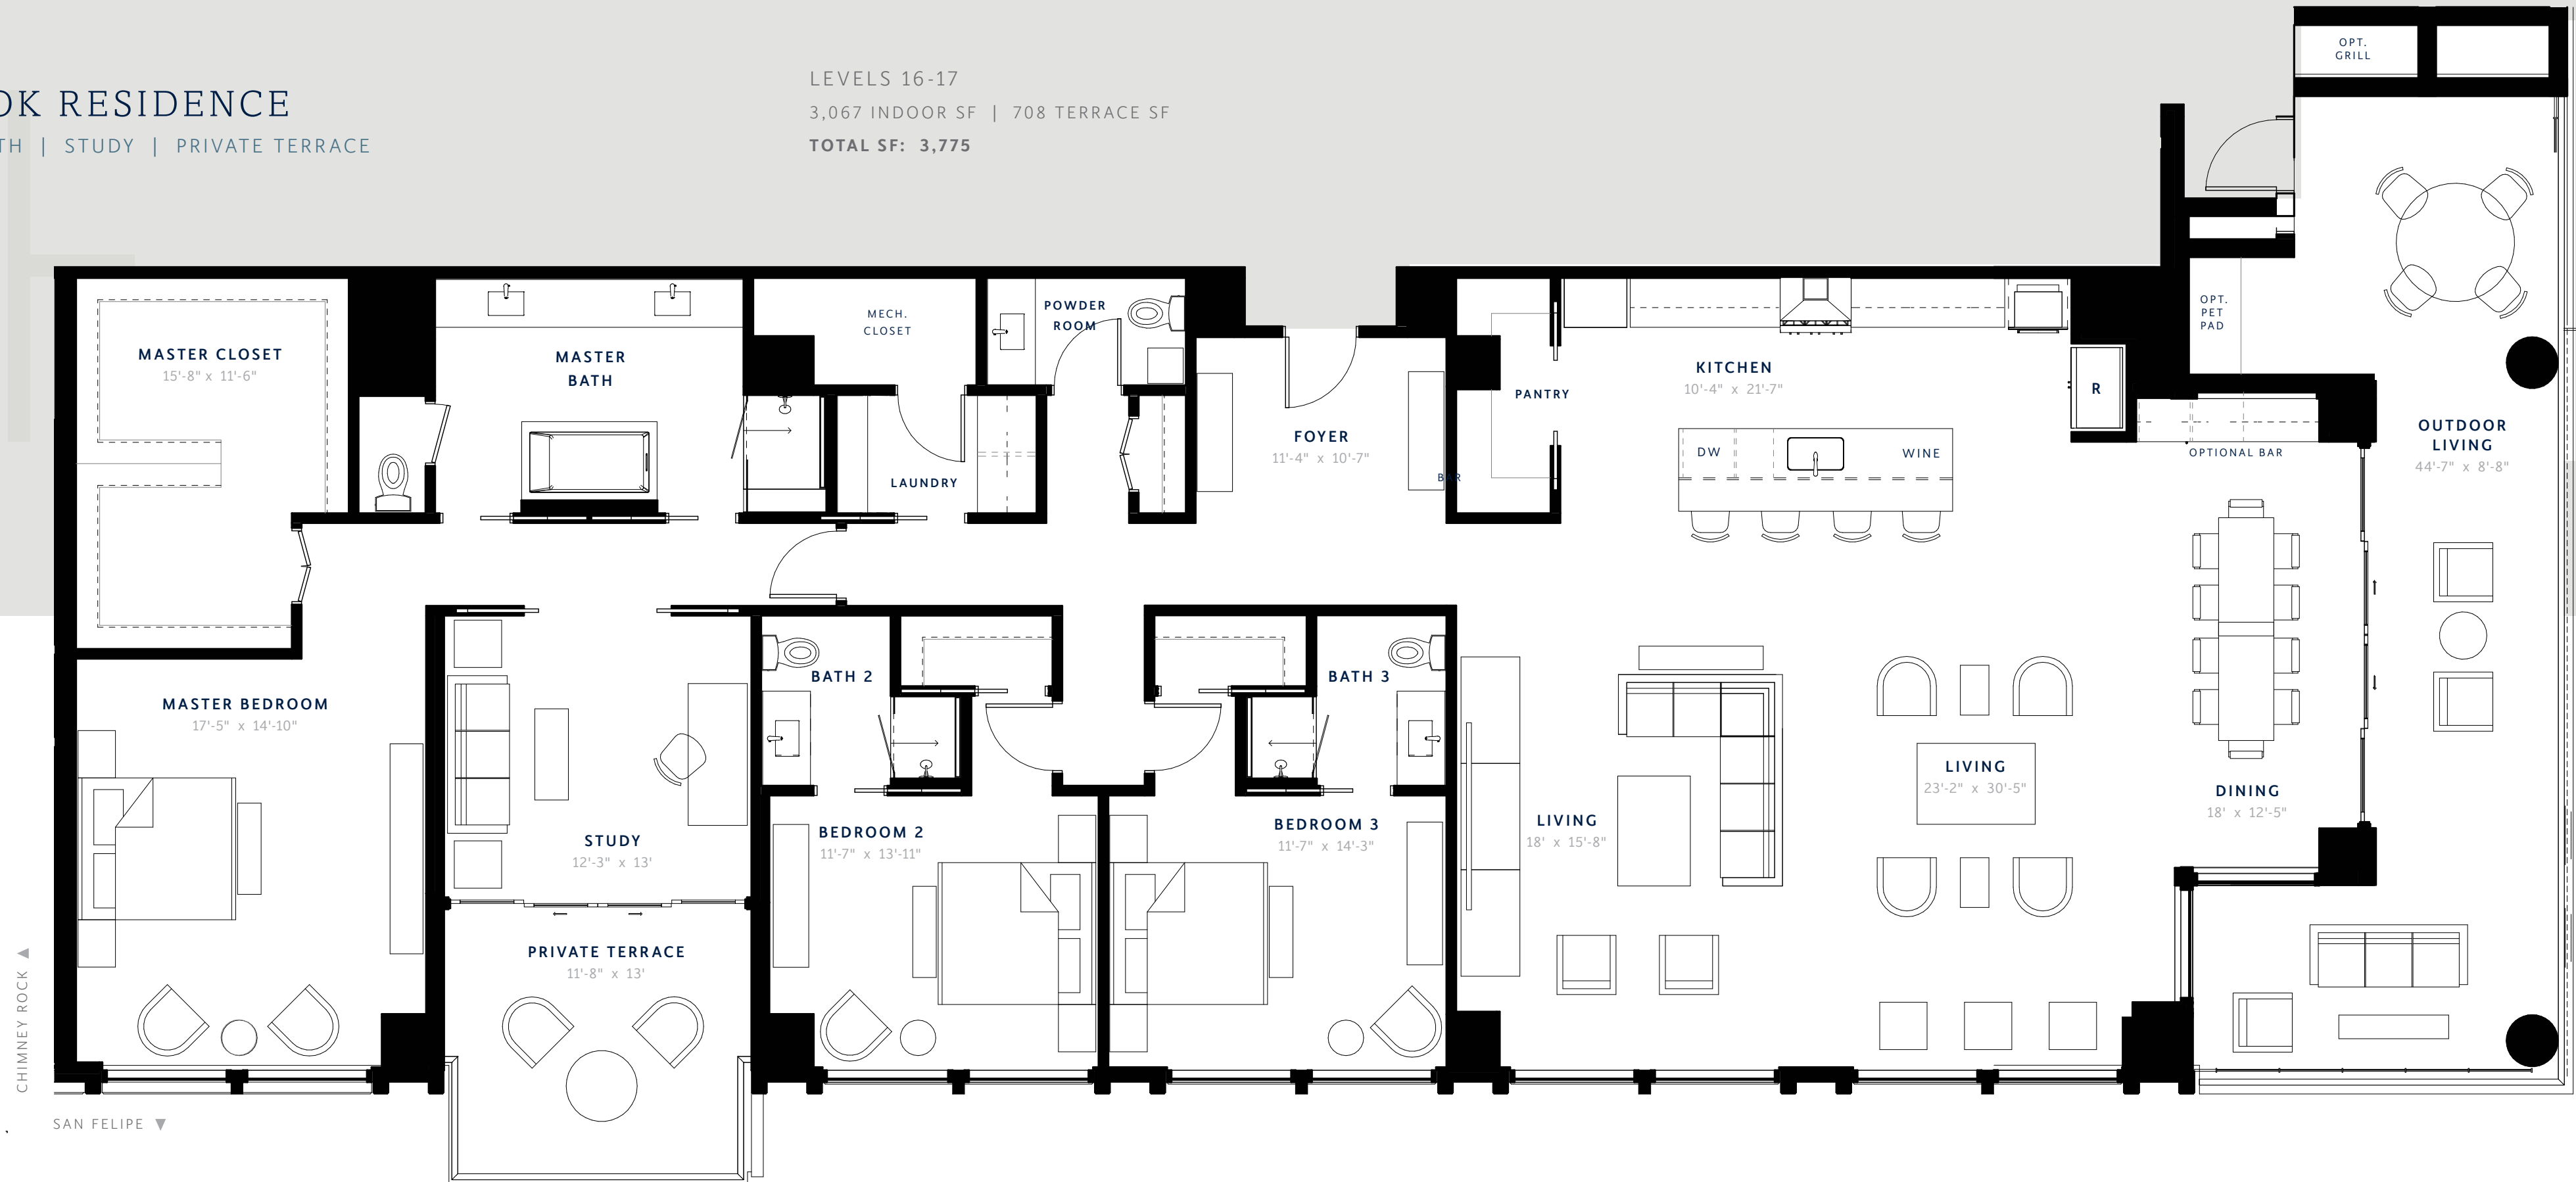 OK RESIDENCE
TH | STUDY | PRIVATE TERRACE
LEVELS 16-17
3,067 INDOOR SF | 708 TERRACE SF
TOTAL SF: 3,775
OPT.
GRILL
OPT.
PET
PAD
MASTER CLOSET
15'-8" x 11'-6"
MASTER
BATH
MECH.
CLOSET
POWDER
ROOM
LAUNDRY
FOYER
11'-4" x 10'-7"
BAR
PANTRY
KITCHEN
10'-4" x 21'-7"
DW
WINE
R
OPTIONAL BAR
OUTDOOR
LIVING
44'-7" x 8'-8"
MASTER BEDROOM
17'-5" x 14'-10"
STUDY
12'-3" x 13'
BATH 2
BATH 3
BEDROOM 2
11'-7" x 13'-11"
BEDROOM 3
11'-7" x 14'-3"
LIVING
18' x 15'-8"
LIVING
23'-2" x 30'-5"
DINING
18' x 12'-5"
PRIVATE TERRACE
11'-8" x 13'
CHIMNEY ROCK ▲
SAN FELIPE ▼